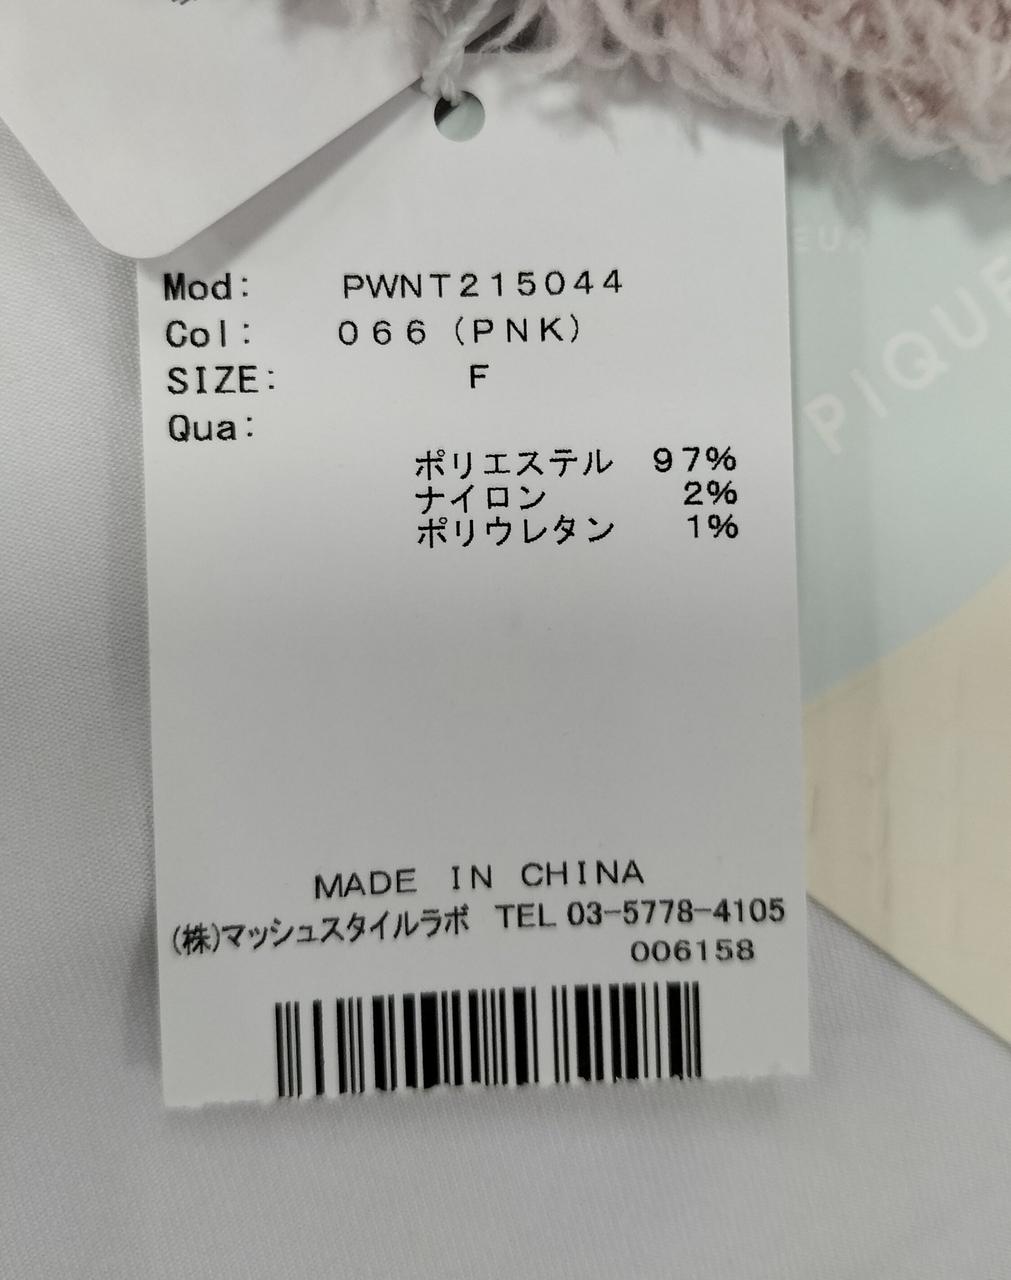 Mod: PWNT215044
Col: 066(PNK)
SIZE: F
Qua:
ポリエステル 97%
ナイロン 2%
ポリウレタン 1%
MADE IN CHINA
(株)マッシュスタイルラボ TEL 03-5778-4105
006158
PIQUE